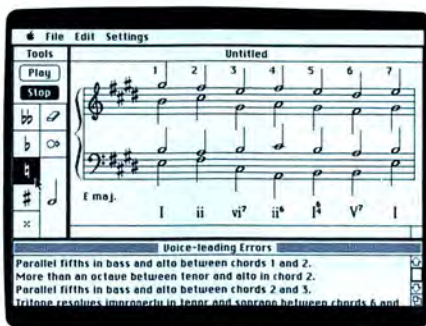 File Edit Settings
Tools
Untitled
Play
Stop
1 2 3 4 5 6 7
E maj.
I ii vi7 ii6 I6/4 V7 I
Voice-leading Errors
Parallel fifths in bass and alto between chords 1 and 2.
More than an octave between tenor and alto in chord 2.
Parallel fifths in bass and alto between chords 2 and 3.
Tritone resolves improperly in tenor and soprano between chords 6 and